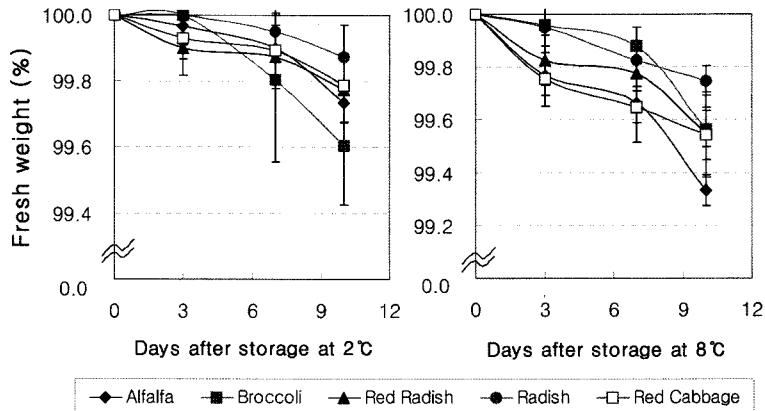 Fresh weight (%)
100.0
99.8
99.6
99.4
0.0
0 3 6 9 12
Days after storage at 2℃
100.0
99.8
99.6
99.4
99.2
0.0
0 3 6 9 12
Days after storage at 8℃
Alfalfa Broccoli Red Radish Radish Red Cabbage